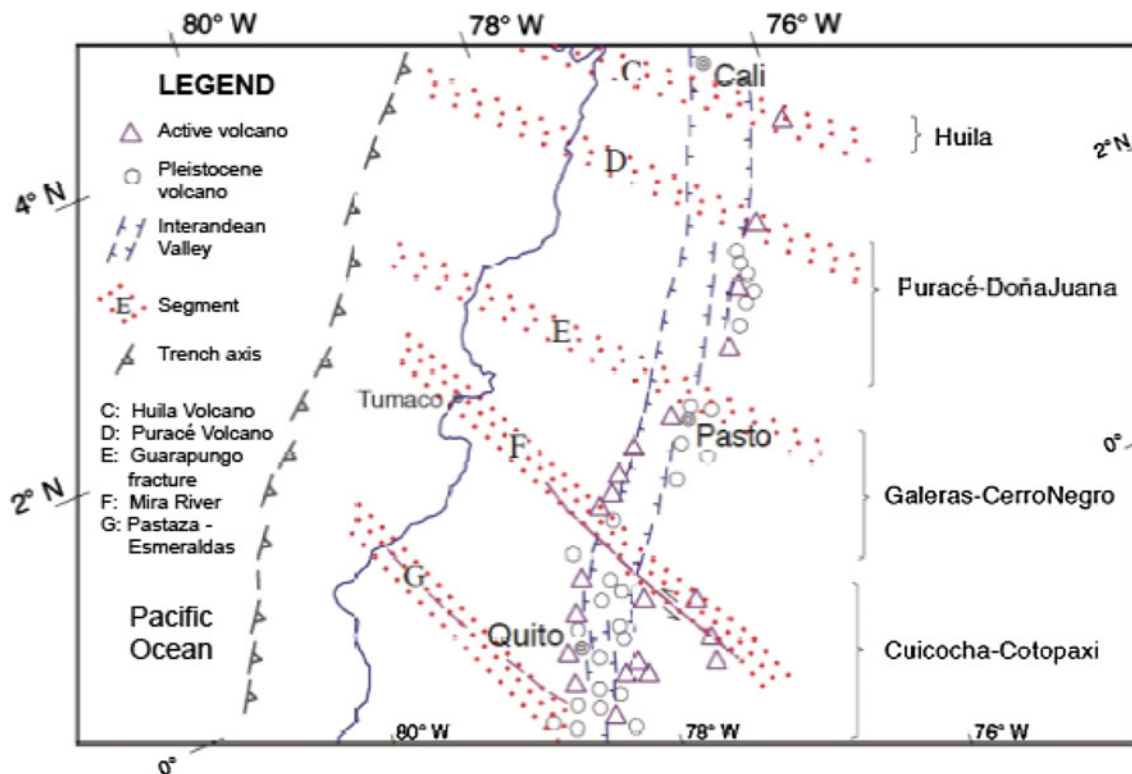 80° W
78° W
76° W
LEGEND
Active volcano
Pleistocene
volcano
Interandean
Valley
E
Segment
Trench axis
C: Huila Volcano
D: Puracé Volcano
E: Guarapungo
fracture
F: Mira River
G: Pastaza -
Esmeraldas
4° N
2° N
0°
Pacific
Ocean
C
Cali
D
E
Tumaco
F
Pasto
G
Quito
80° W
78° W
76° W
2° N
0°
Huila
Puracé-DoñaJuana
Galeras-CerroNegro
Cuicocha-Cotopaxi